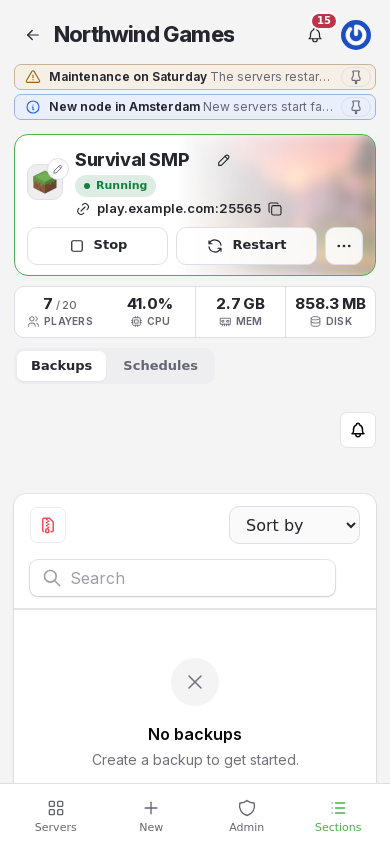 Northwind Games
15
Maintenance on Saturday The servers restar...
New node in Amsterdam New servers start fa...
Survival SMP
Running
play.example.com:25565
Stop
Restart
7 / 20
41.0%
2.7 GB
858.3 MB
PLAYERS
CPU
MEM
DISK
Backups
Schedules
Sort by
Search
No backups
Create a backup to get started.
Servers
New
Admin
Sections